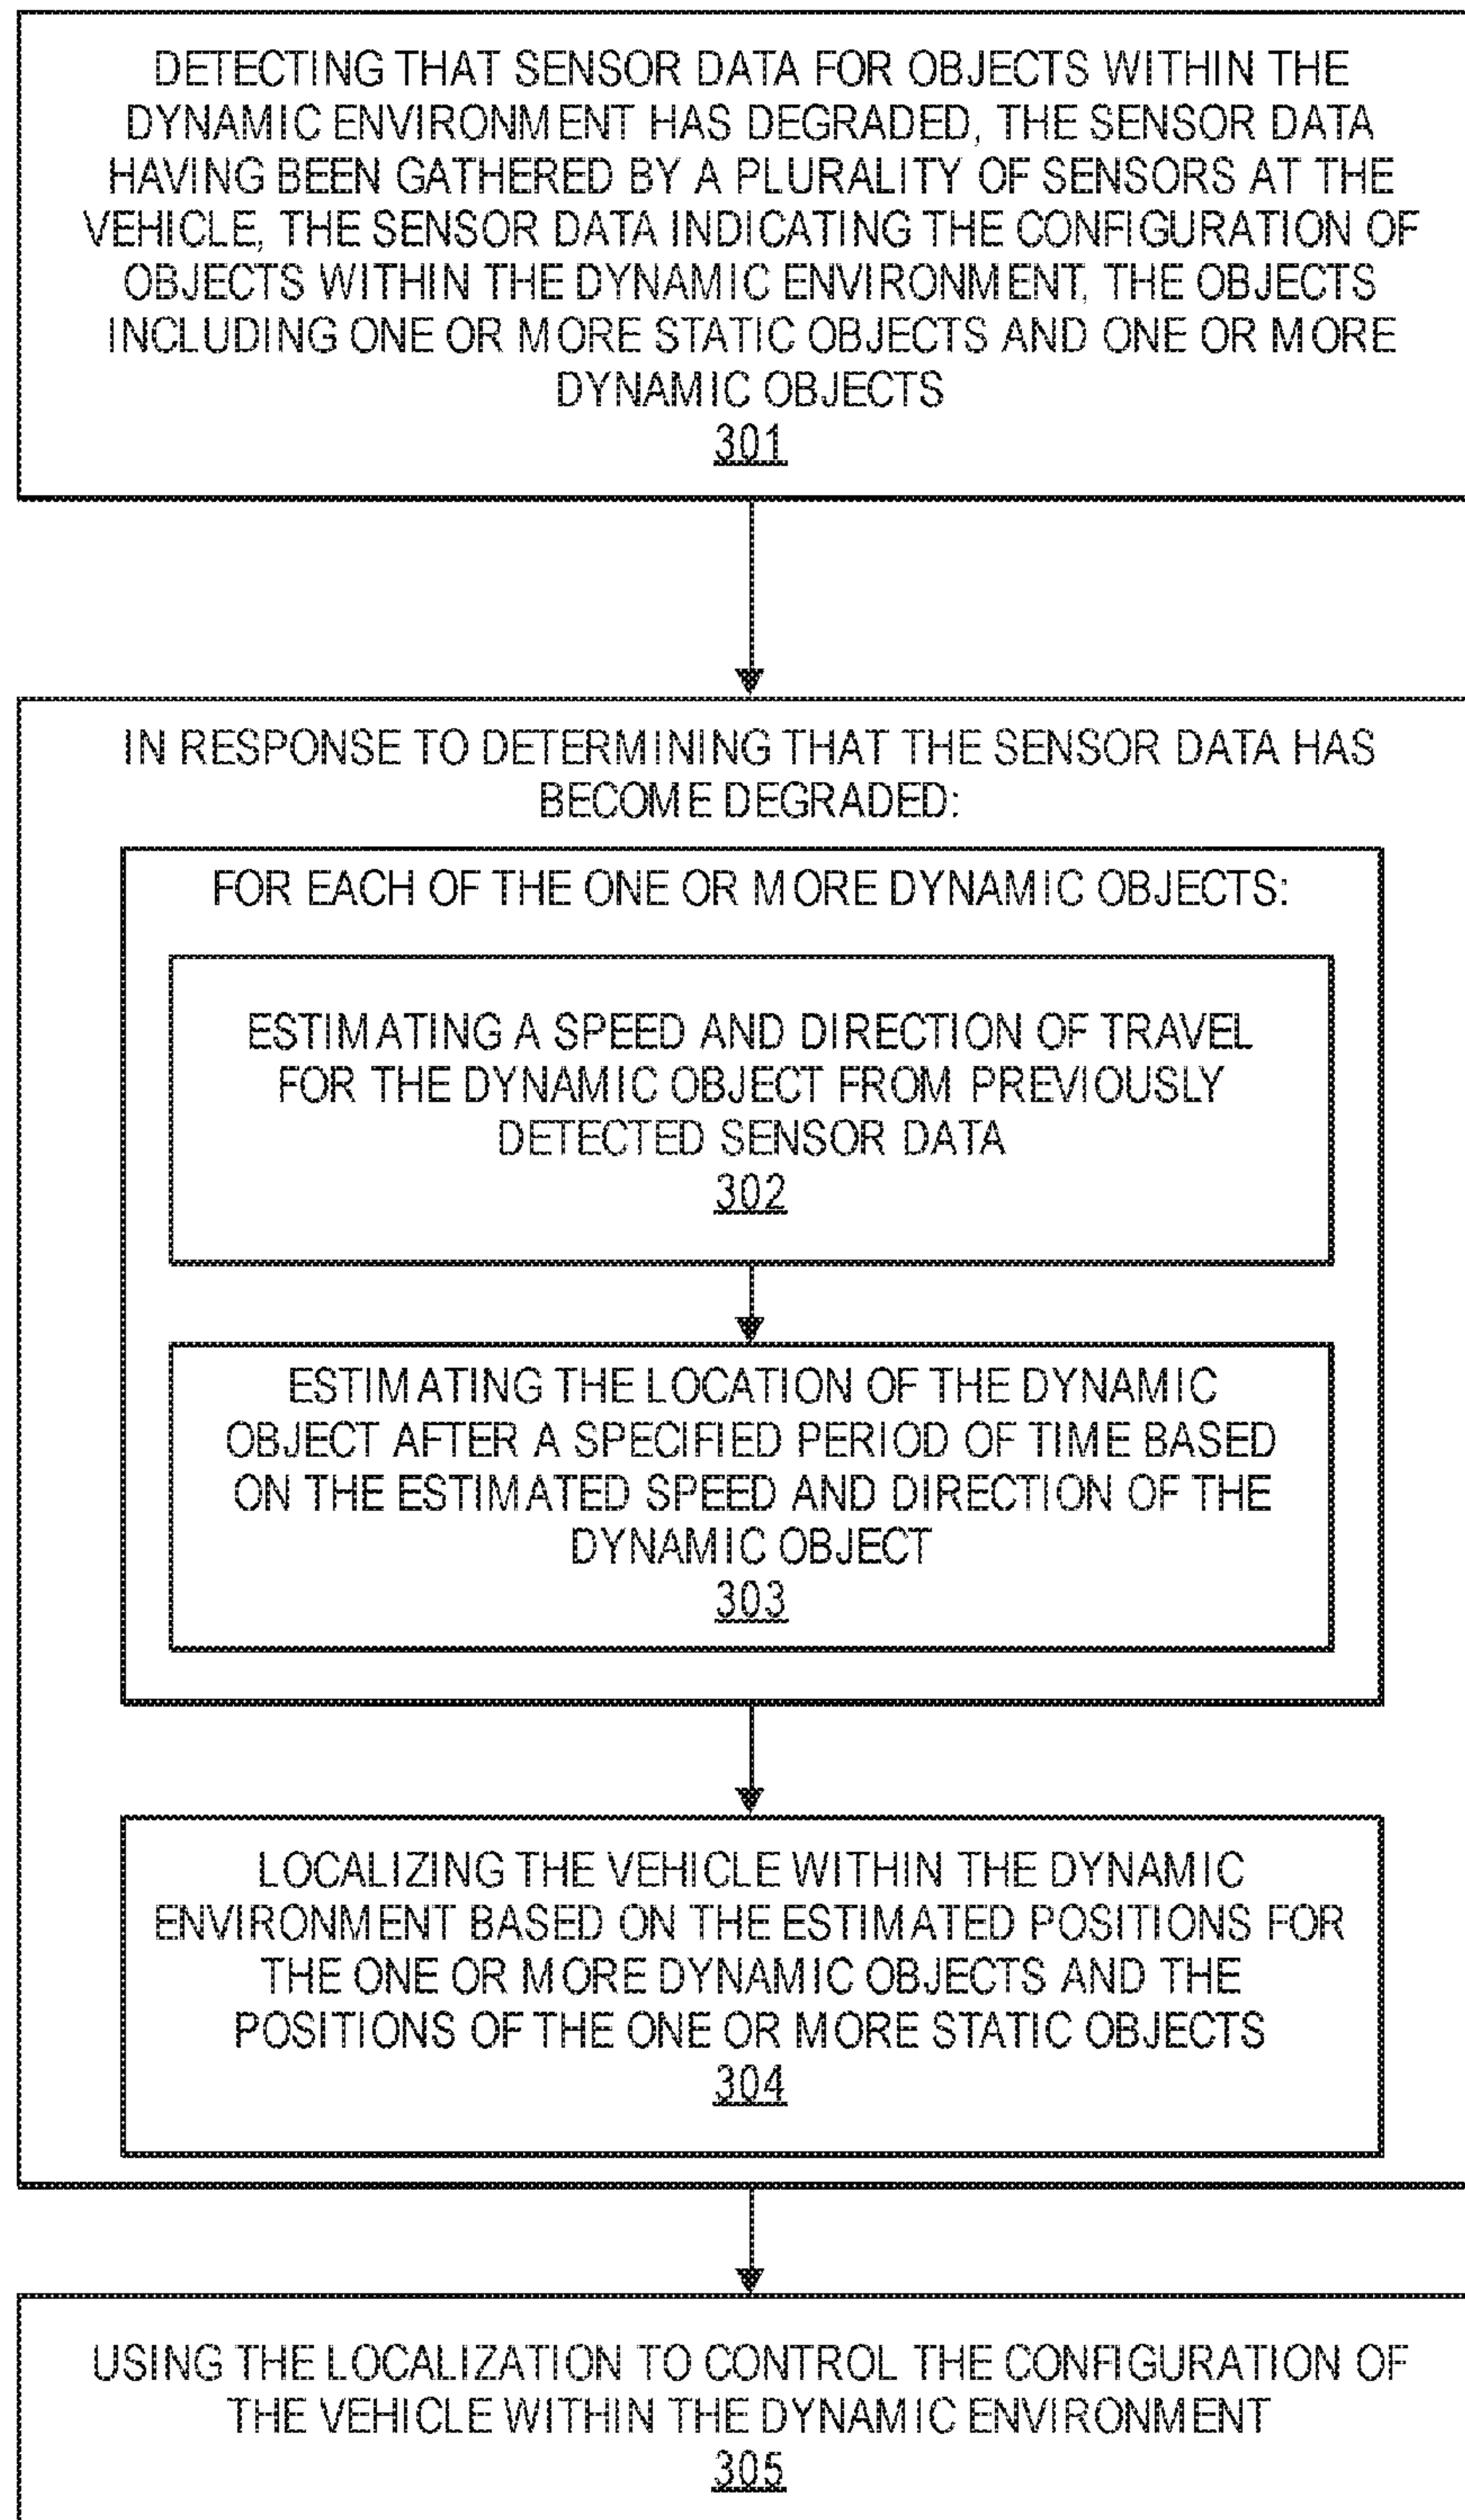 DETECTING THAT SENSOR DATA FOR OBJECTS WITHIN THE
DYNAMIC ENVIRONMENT HAS DEGRADED, THE SENSOR DATA
HAVING BEEN GATHERED BY A PLURALITY OF SENSORS AT THE
VEHICLE, THE SENSOR DATA INDICATING THE CONFIGURATION OF
OBJECTS WITHIN THE DYNAMIC ENVIRONMENT, THE OBJECTS
INCLUDING ONE OR MORE STATIC OBJECTS AND ONE OR MORE
DYNAMIC OBJECTS
301
IN RESPONSE TO DETERMINING THAT THE SENSOR DATA HAS
BECOME DEGRADED:
FOR EACH OF THE ONE OR MORE DYNAMIC OBJECTS:
ESTIMATING A SPEED AND DIRECTION OF TRAVEL
FOR THE DYNAMIC OBJECT FROM PREVIOUSLY
DETECTED SENSOR DATA
302
ESTIMATING THE LOCATION OF THE DYNAMIC
OBJECT AFTER A SPECIFIED PERIOD OF TIME BASED
ON THE ESTIMATED SPEED AND DIRECTION OF THE
DYNAMIC OBJECT
303
LOCALIZING THE VEHICLE WITHIN THE DYNAMIC
ENVIRONMENT BASED ON THE ESTIMATED POSITIONS FOR
THE ONE OR MORE DYNAMIC OBJECTS AND THE
POSITIONS OF THE ONE OR MORE STATIC OBJECTS
304
USING THE LOCALIZATION TO CONTROL THE CONFIGURATION OF
THE VEHICLE WITHIN THE DYNAMIC ENVIRONMENT
305